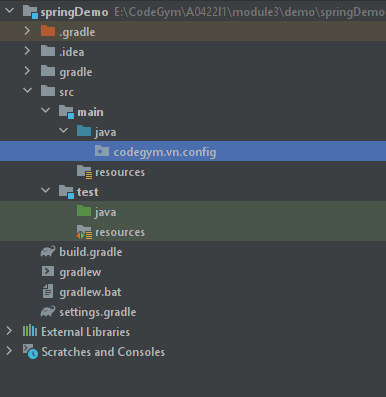 springDemo E:\CodeGym\A0422I1\module3\demo\springDemo
.gradle
.idea
gradle
src
main
java
codegym.vn.config
resources
test
java
resources
build.gradle
gradlew
gradlew.bat
settings.gradle
External Libraries
Scratches and Consoles